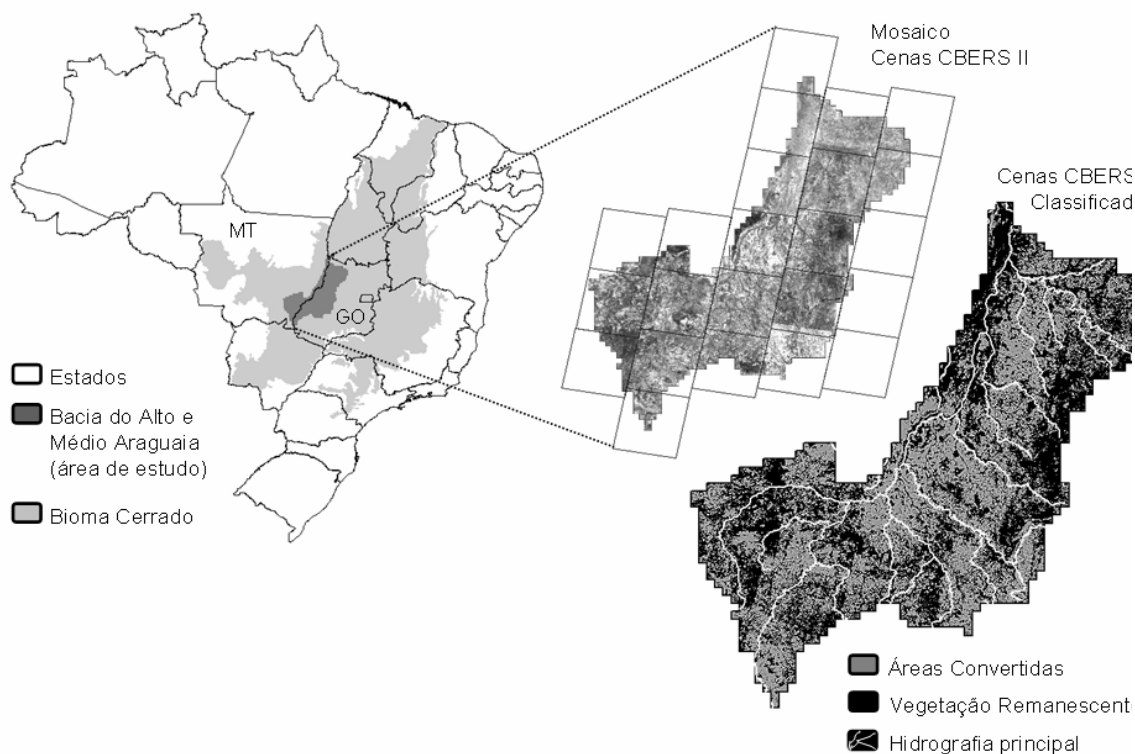 Mosaico
Cenas CBERS II
Cenas CBERS
Classificad
MT
GO
Estados
Bacia do Alto e
Médio Araguaia
(área de estudo)
Bioma Cerrado
Áreas Convertidas
Vegetação Remanescent
Hidrografia principal